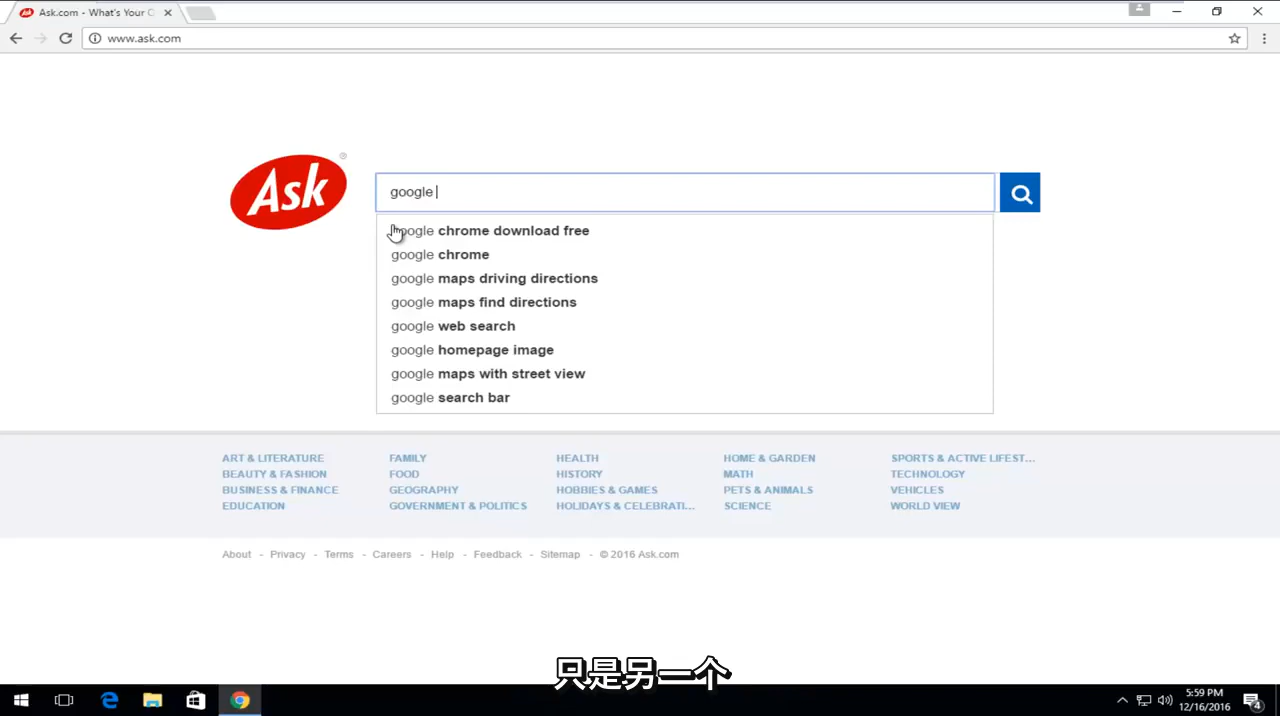 Ask.com - What's Your Q
www.ask.com
Ask®
google
google chrome download free
google chrome
google maps driving directions
google maps find directions
google web search
google homepage image
google maps with street view
google search bar
ART & LITERATURE FAMILY HEALTH HOME & GARDEN SPORTS & ACTIVE LIFEST...
BEAUTY & FASHION FOOD HISTORY MATH TECHNOLOGY
BUSINESS & FINANCE GEOGRAPHY HOBBIES & GAMES PETS & ANIMALS VEHICLES
EDUCATION GOVERNMENT & POLITICS HOLIDAYS & CELEBRATI... SCIENCE WORLD VIEW
About - Privacy - Terms - Careers - Help - Feedback - Sitemap - © 2016 Ask.com
只是另一个
5:59 PM
12/16/2016
4